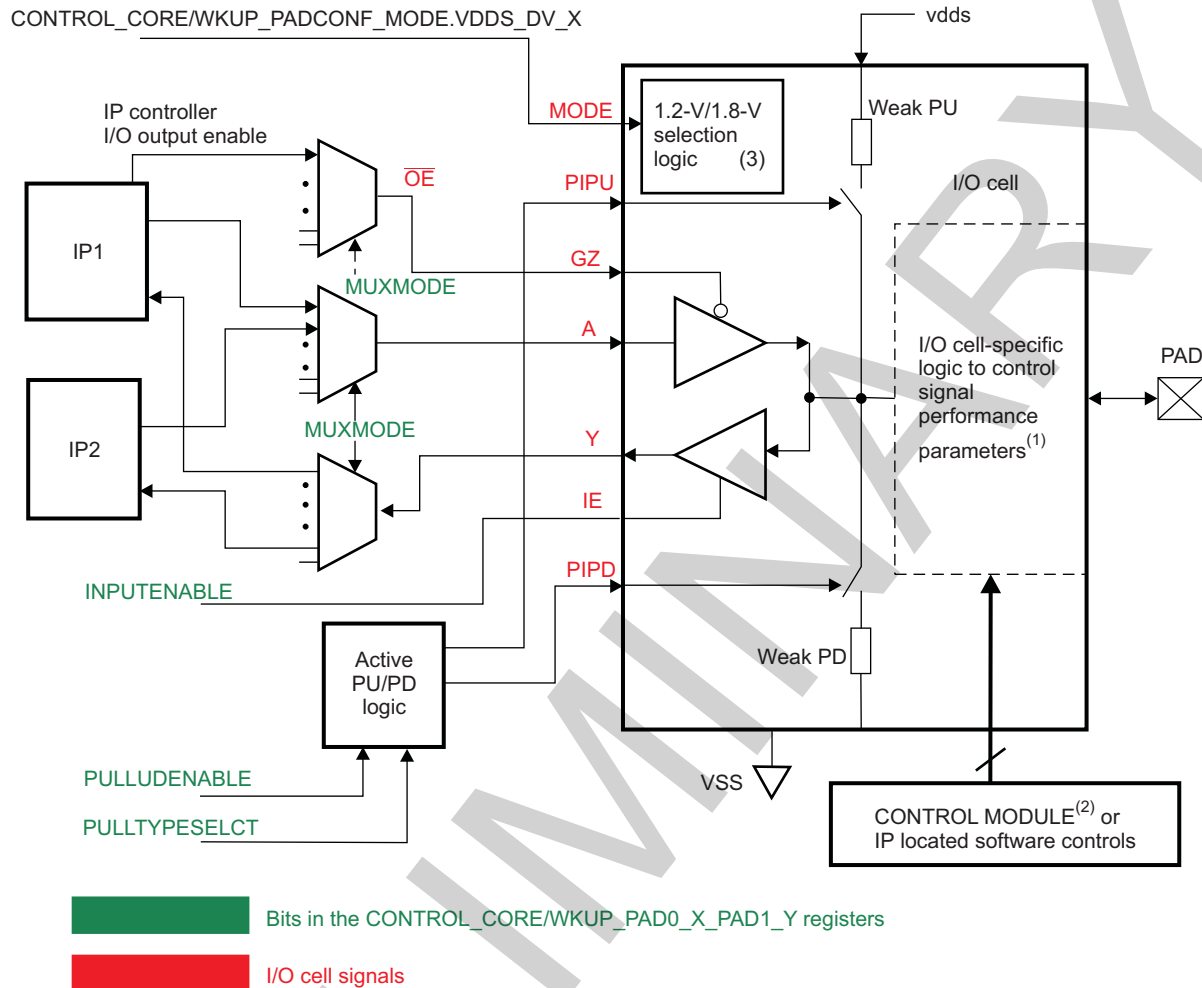 CONTROL_CORE/WKUP_PADCONF_MODE.VDDS_DV_X
vdds
IP controller
I/O output enable
MODE
1.2-V/1.8-V
selection
logic (3)
Weak PU
OE
PIPU
I/O cell
IP1
GZ
MUXMODE
A
I/O cell-specific
logic to control
signal
performance
parameters(1)
PAD
MUXMODE
IP2
Y
IE
PIPD
INPUTENABLE
Active
PU/PD
logic
Weak PD
PULLUDENABLE
VSS
PULLTYPESELCT
CONTROL MODULE(2) or
IP located software controls
Bits in the CONTROL_CORE/WKUP_PAD0_X_PAD1_Y registers
I/O cell signals